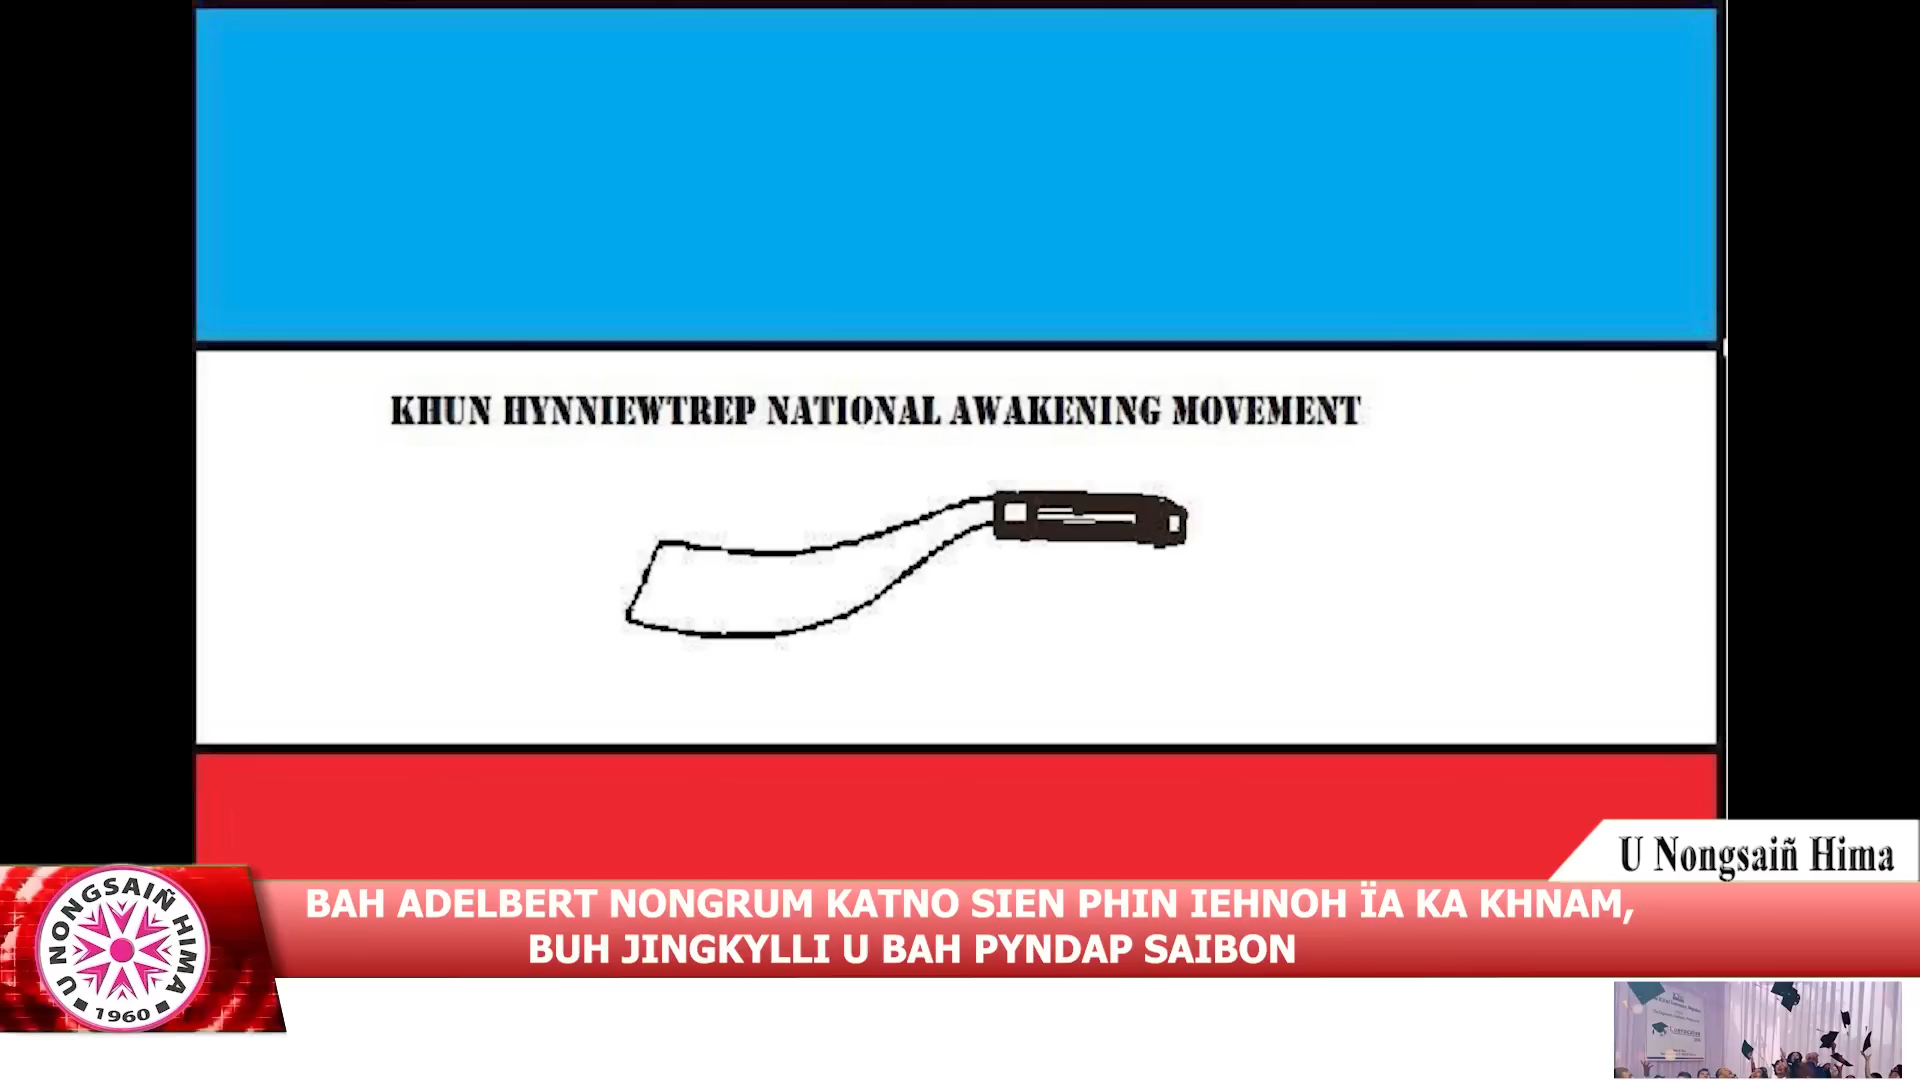 KHUN HYNNIEWTREP NATIONAL AWAKENING MOVEMENT
U Nongsaiñ Hima
BAH ADELBERT NONGRUM KATNO SIEN PHIN IEHNOH ÏA KA KHNAM,
BUH JINGKYLLI U BAH PYNDAP SAIBON
U NONGSAIÑ HIMA
1960